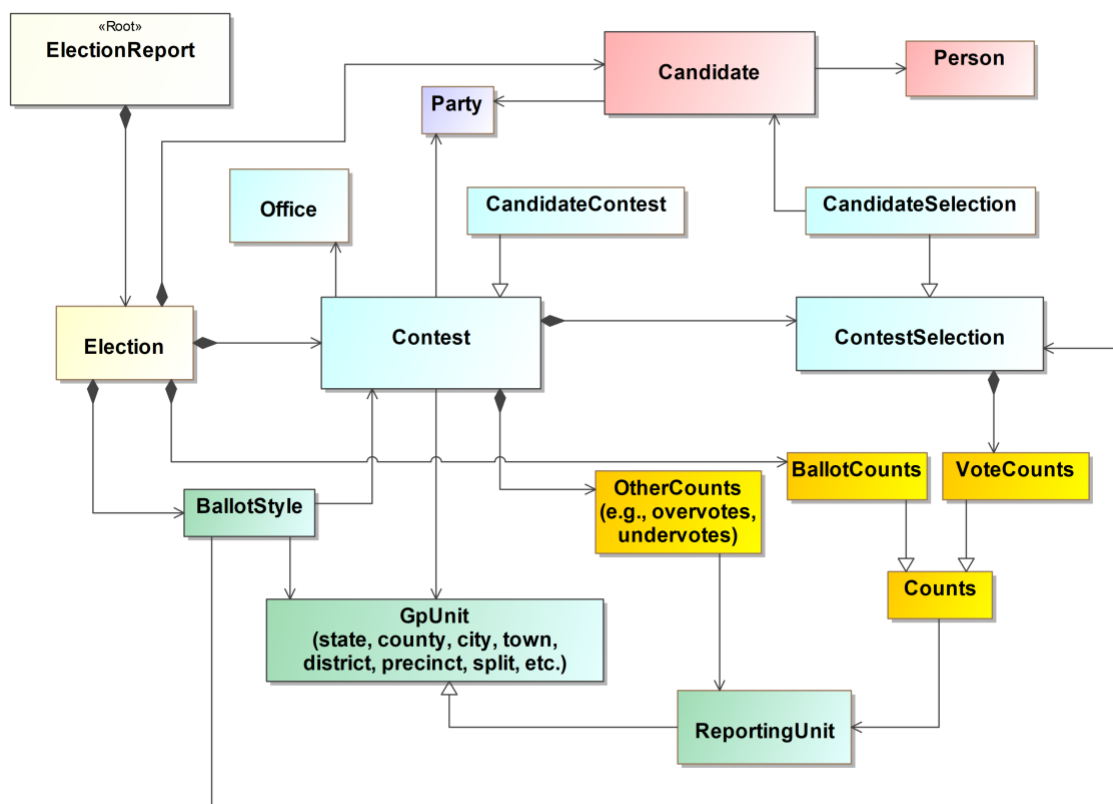 «Root»
ElectionReport
Candidate
Person
Party
Office
CandidateContest
CandidateSelection
Election
Contest
ContestSelection
BallotStyle
OtherCounts
(e.g., overvotes,
undervotes)
BallotCounts
VoteCounts
Counts
GpUnit
(state, county, city, town,
district, precinct, split, etc.)
ReportingUnit